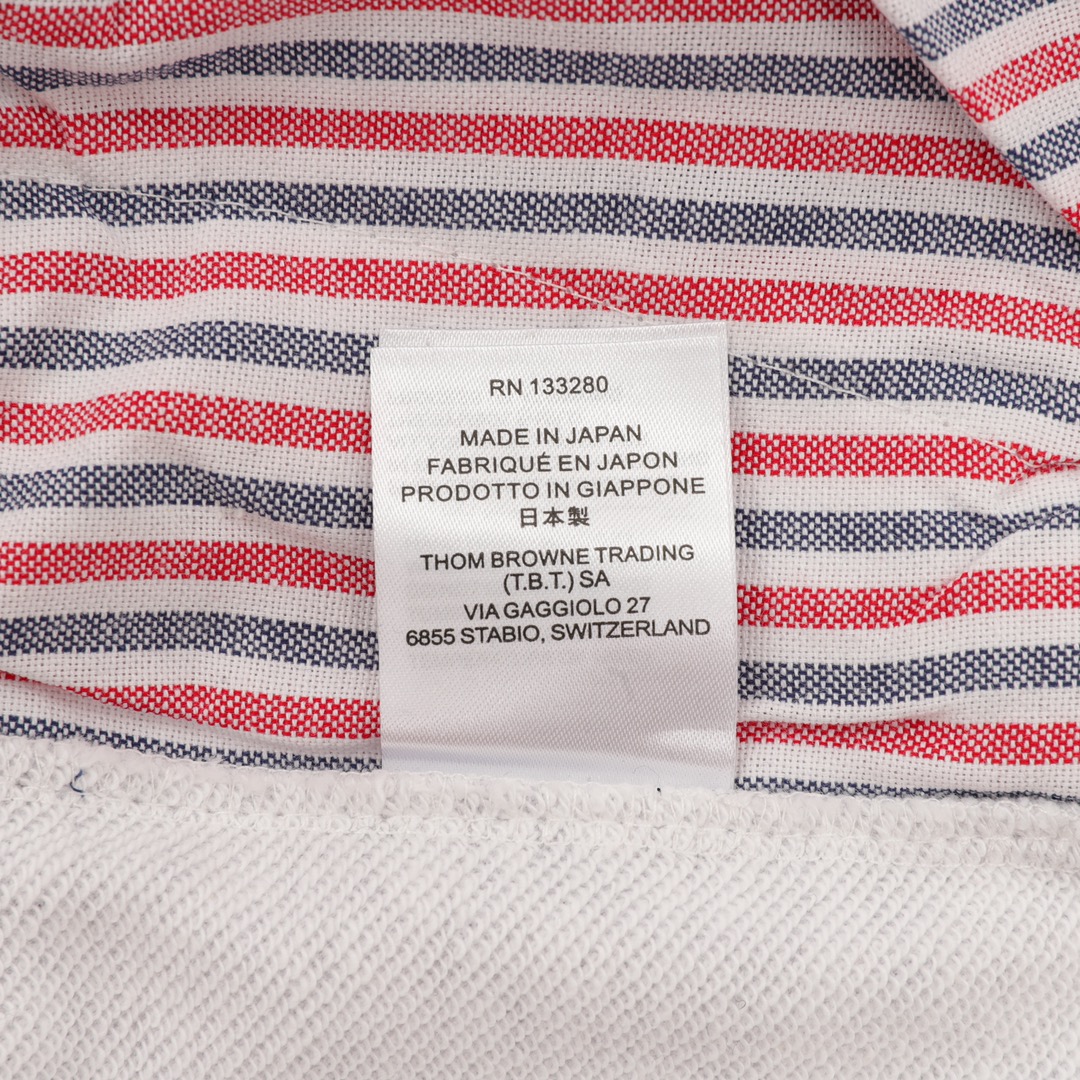 RN 133280
MADE IN JAPAN
FABRIQUÉ EN JAPON
PRODOTTO IN GIAPPONE
日本製
THOM BROWNE TRADING
(T.B.T.) SA
VIA GAGGIOLO 27
6855 STABIO, SWITZERLAND